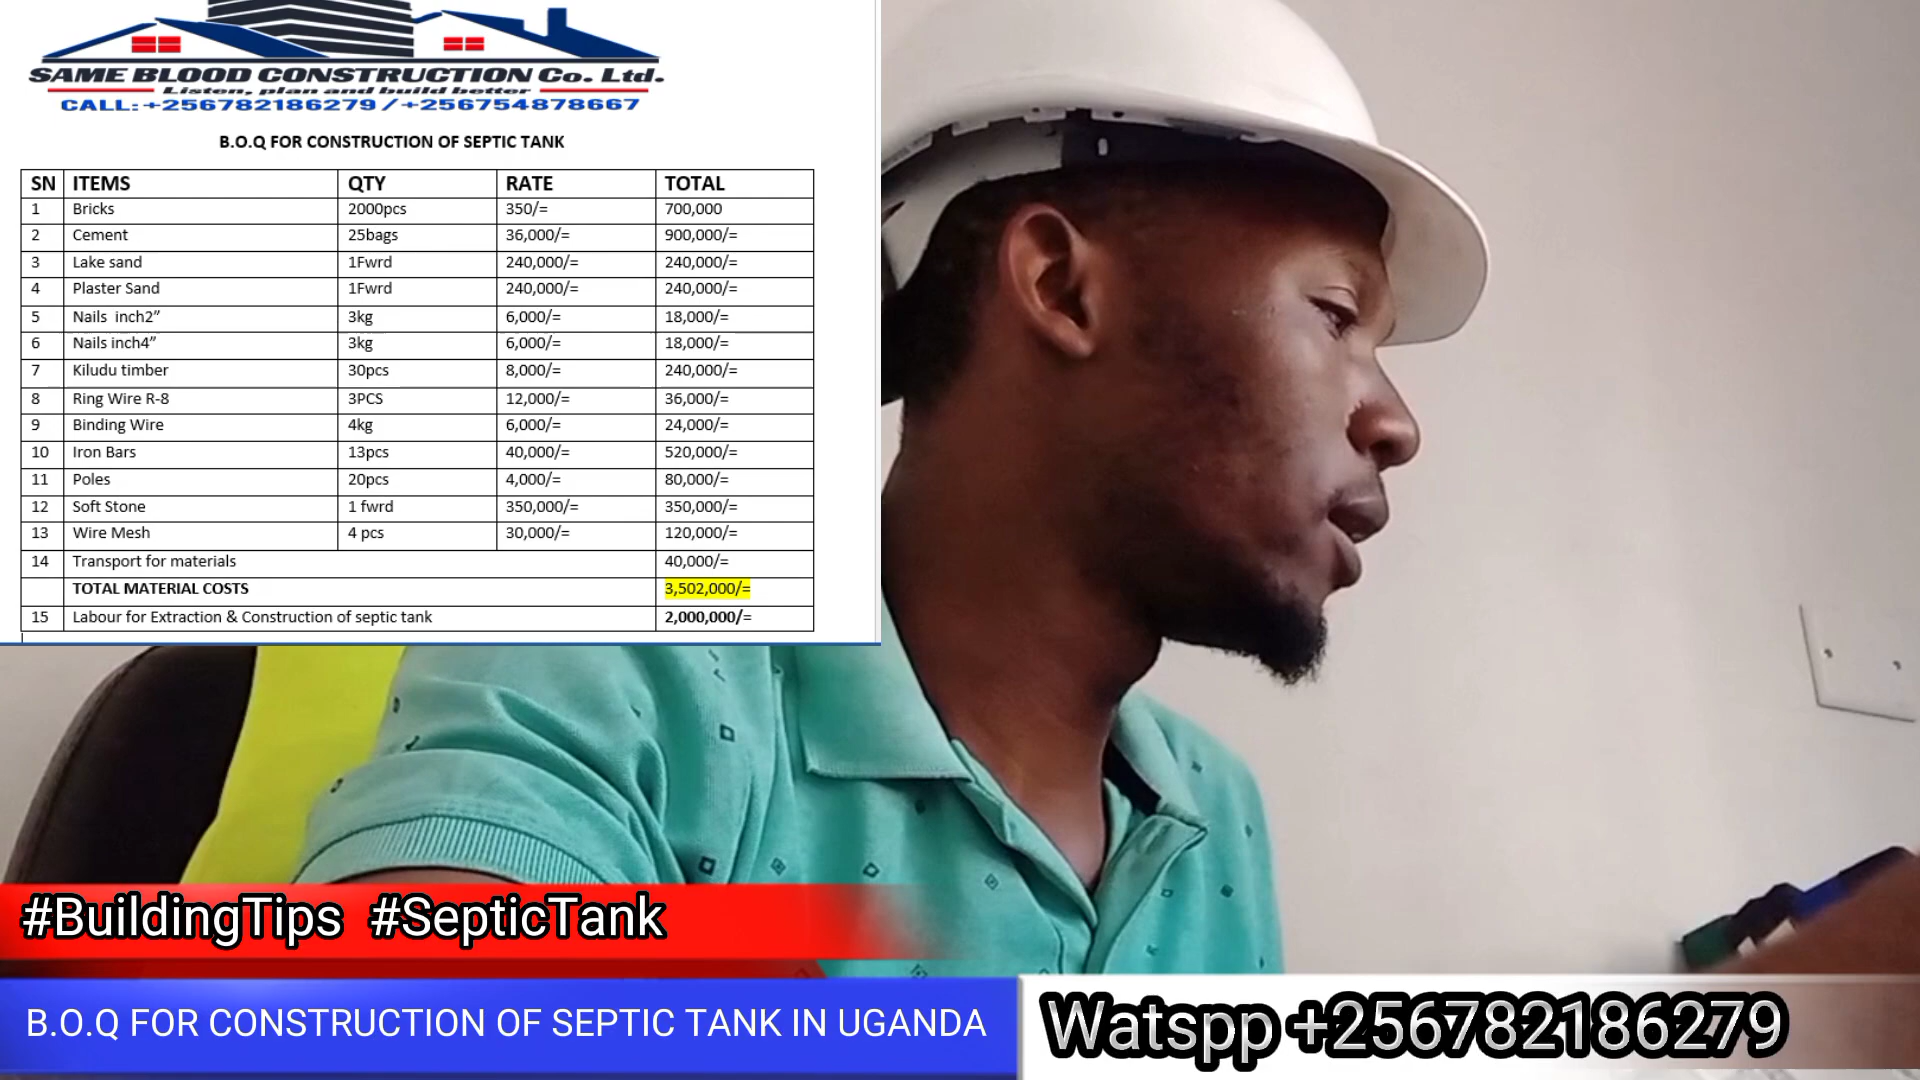 SAME BLOOD CONSTRUCTION Co. Ltd.
Listen, plan and build better
CALL: +256782186279 / +256754878667
B.O.Q FOR CONSTRUCTION OF SEPTIC TANK
SN ITEMS QTY RATE TOTAL
1 Bricks 2000pcs 350/= 700,000
2 Cement 25bags 36,000/= 900,000/=
3 Lake sand 1Fwrd 240,000/= 240,000/=
4 Plaster Sand 1Fwrd 240,000/= 240,000/=
5 Nails inch2” 3kg 6,000/= 18,000/=
6 Nails inch4” 3kg 6,000/= 18,000/=
7 Kiludu timber 30pcs 8,000/= 240,000/=
8 Ring Wire R-8 3PCS 12,000/= 36,000/=
9 Binding Wire 4kg 6,000/= 24,000/=
10 Iron Bars 13pcs 40,000/= 520,000/=
11 Poles 20pcs 4,000/= 80,000/=
12 Soft Stone 1 fwrd 350,000/= 350,000/=
13 Wire Mesh 4 pcs 30,000/= 120,000/=
14 Transport for materials 40,000/=
TOTAL MATERIAL COSTS 3,502,000/=
15 Labour for Extraction & Construction of septic tank 2,000,000/=
#BuildingTips #SepticTank
B.O.Q FOR CONSTRUCTION OF SEPTIC TANK IN UGANDA
Watspp +256782186279